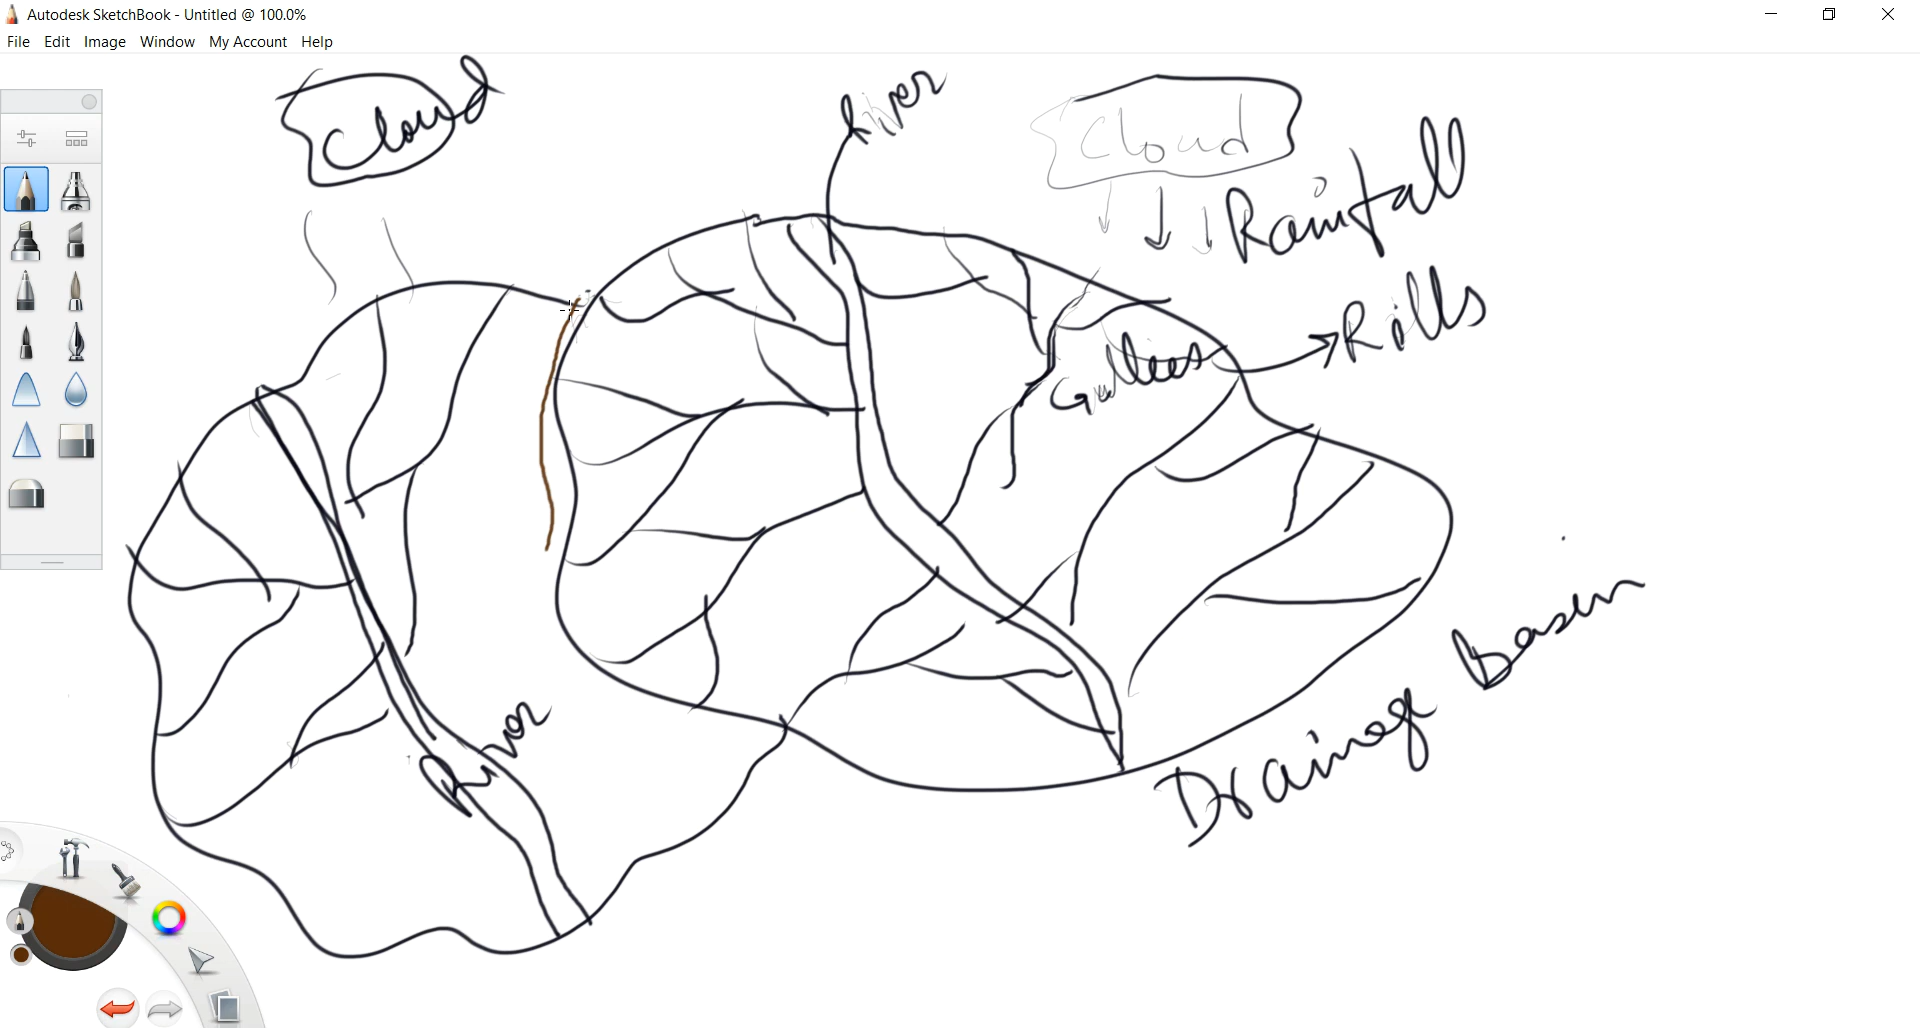 Autodesk SketchBook - Untitled @ 100.0%
File Edit Image Window My Account Help
Cloud
River
Cloud
Rainfall
Rills
Gullies
River
Drainage Basin